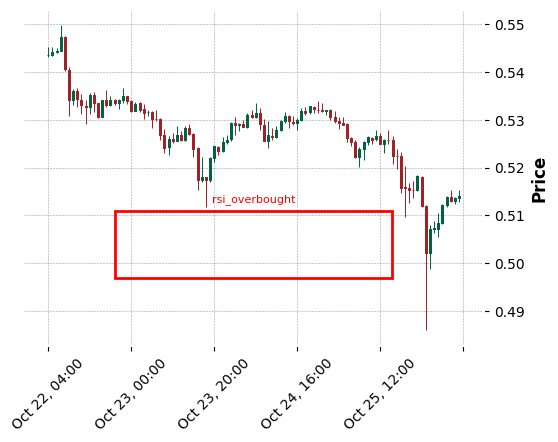 0.55
0.54
0.53
0.52
0.51
0.50
0.49
Price
rsi_overbought
Oct 22, 04:00
Oct 23, 00:00
Oct 23, 20:00
Oct 24, 16:00
Oct 25, 12:00